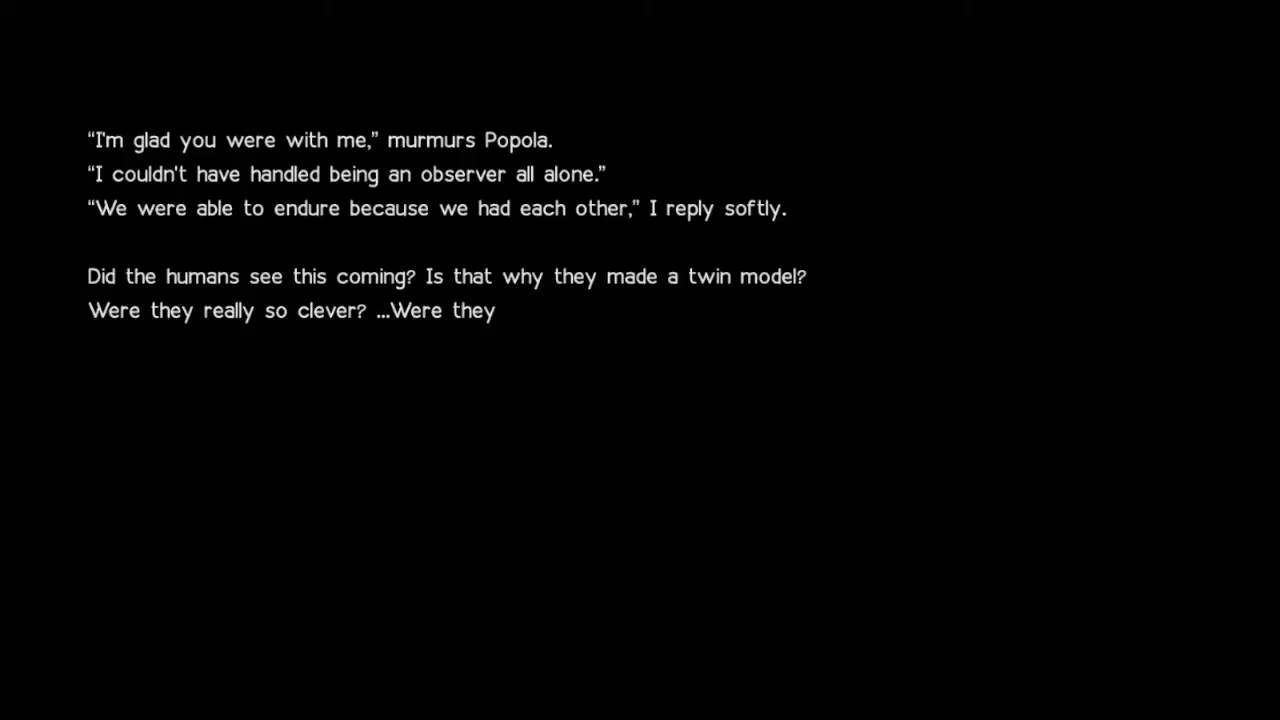 “I'm glad you were with me,” murmurs Popola.
“I couldn't have handled being an observer all alone.”
“We were able to endure because we had each other,” I reply softly.
Did the humans see this coming? Is that why they made a twin model?
Were they really so clever? ...Were they